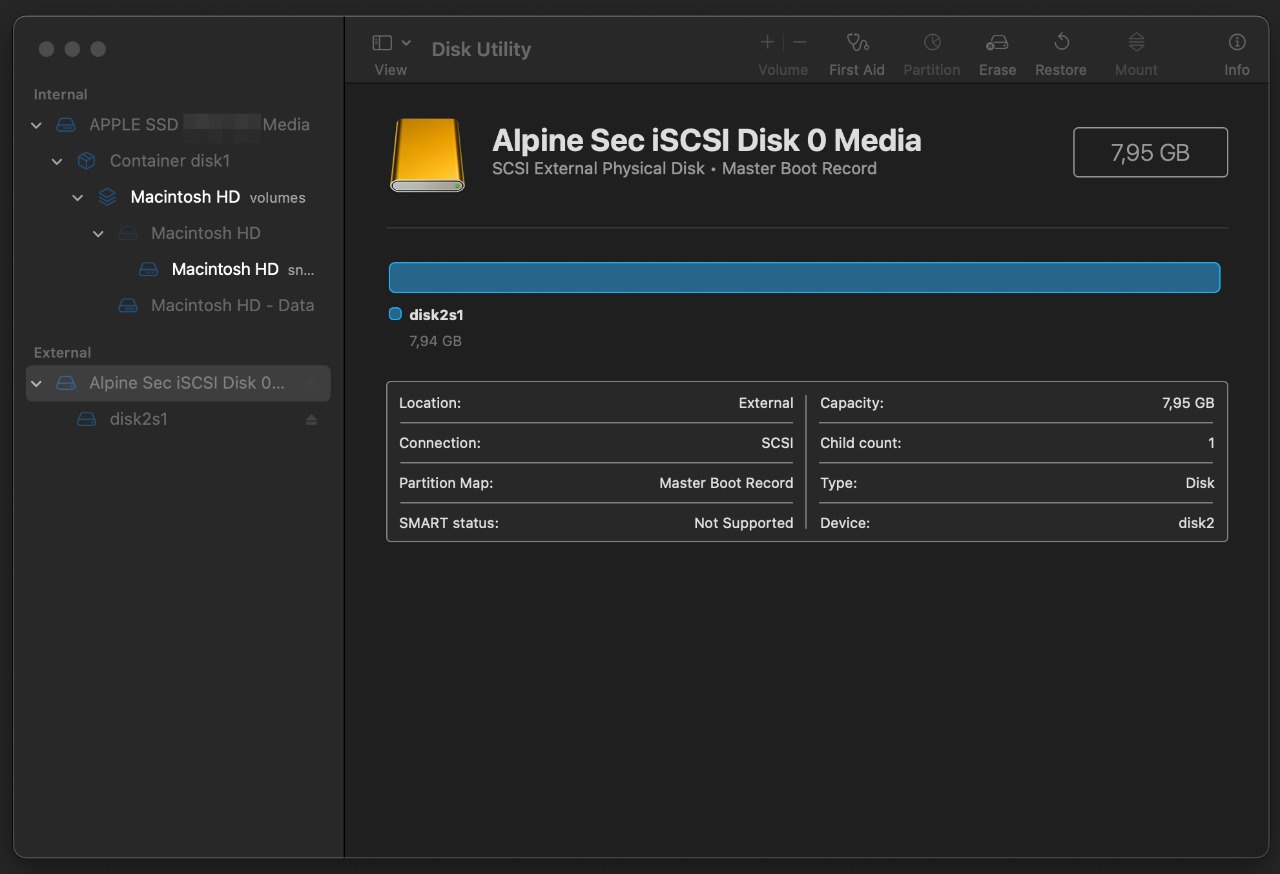 Disk Utility
View
Volume
First Aid
Partition
Erase
Restore
Mount
Info
Internal
APPLE SSD Media
Container disk1
Macintosh HD volumes
Macintosh HD
Macintosh HD sn...
Macintosh HD - Data
External
Alpine Sec iSCSI Disk 0...
disk2s1
Alpine Sec iSCSI Disk 0 Media
SCSI External Physical Disk • Master Boot Record
7,95 GB
disk2s1
7,94 GB
Location: External
Connection: SCSI
Partition Map: Master Boot Record
SMART status: Not Supported
Capacity: 7,95 GB
Child count: 1
Type: Disk
Device: disk2